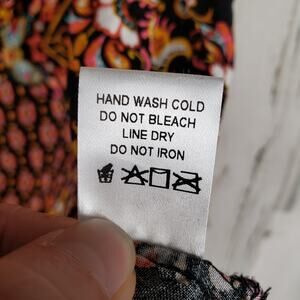 HAND WASH COLD
DO NOT BLEACH
LINE DRY
DO NOT IRON